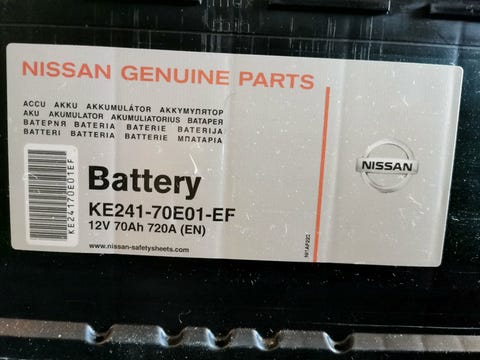 NISSAN GENUINE PARTS
ACCU AKKU AKKUMULÁTOR АККУМУЛЯТОР
AKU AKUMULATOR AKUMULIATORIUS BATAPER
БАТЕРИЯ BATERIA BATERIE BATERIJA
BATTERI BATTERIA BATTERIE ΜΠΑΤΑΡΙΑ
KE24170E01EF
Battery
KE241-70E01-EF
12V 70Ah 720A (EN)
www.nissan-safetysheets.com
NISSAN